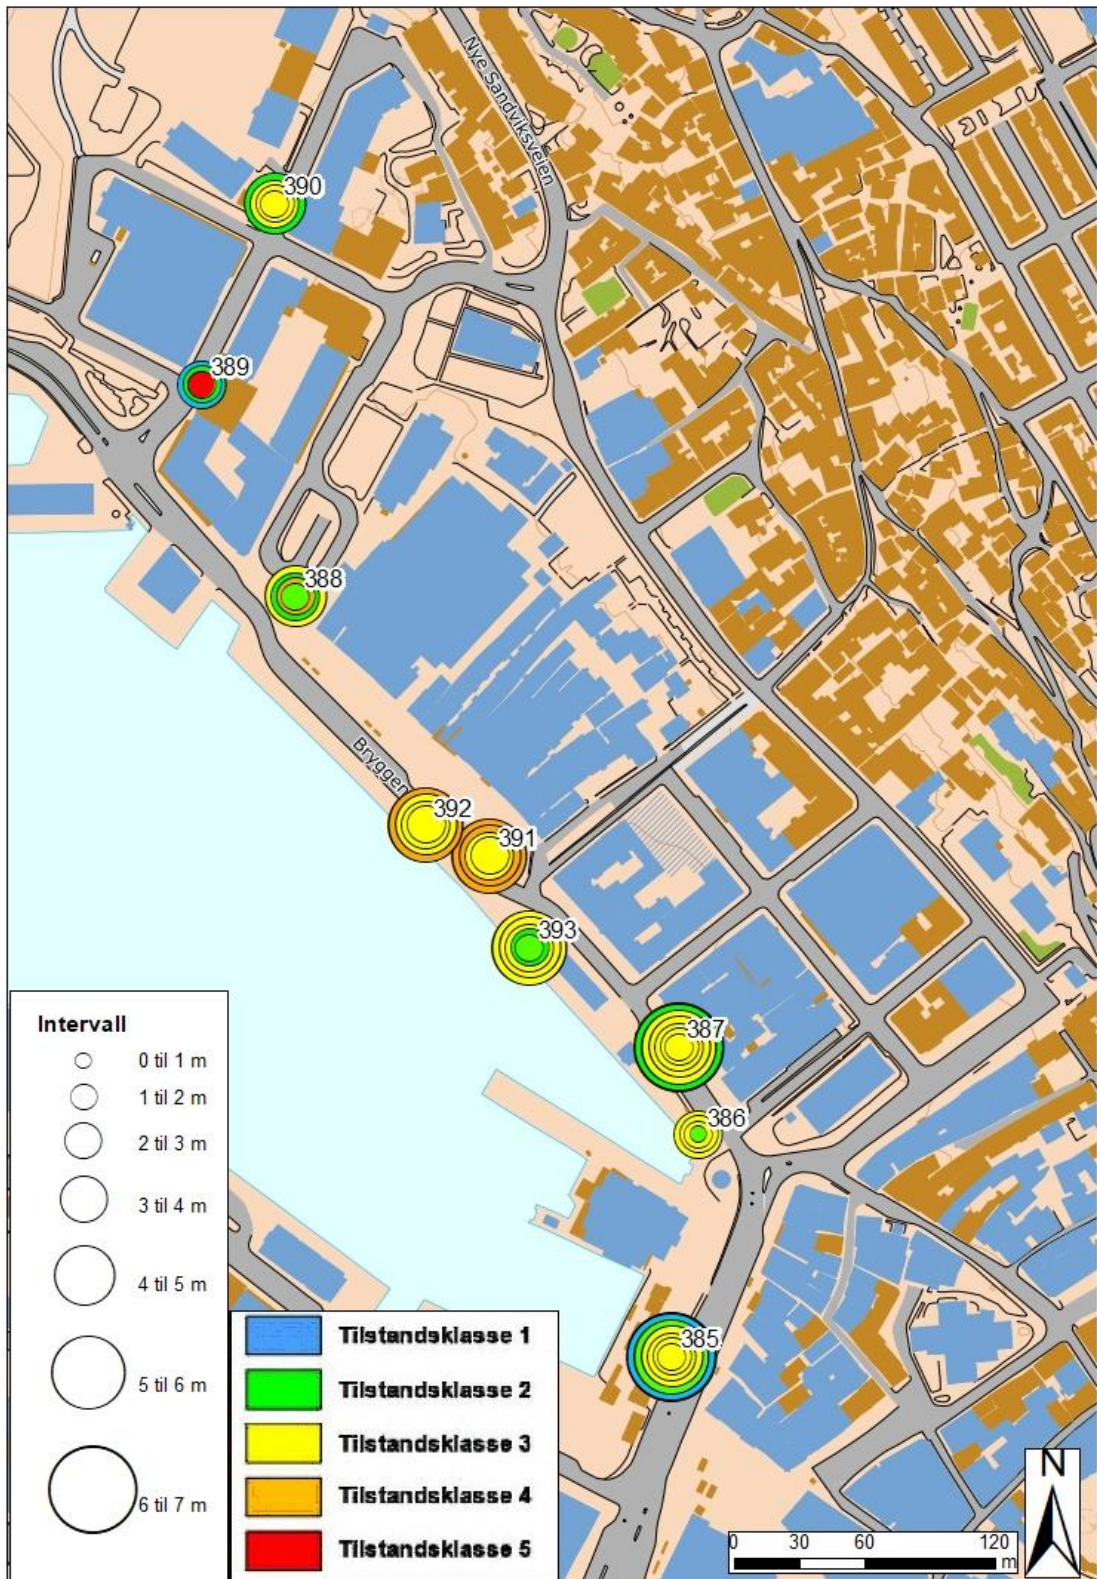 Nye Sandviksveien
390
389
388
Bryggen
392
391
393
387
386
385
Intervall
0 til 1 m
1 til 2 m
2 til 3 m
3 til 4 m
4 til 5 m
5 til 6 m
6 til 7 m
Tilstandsklasse 1
Tilstandsklasse 2
Tilstandsklasse 3
Tilstandsklasse 4
Tilstandsklasse 5
N
0 30 60 120
m